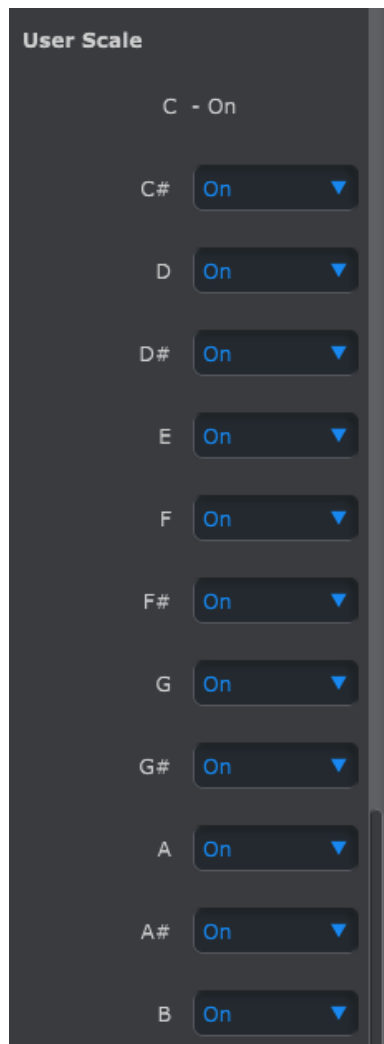 User Scale
C - On
C# On
D On
D# On
E On
F On
F# On
G On
G# On
A On
A# On
B On